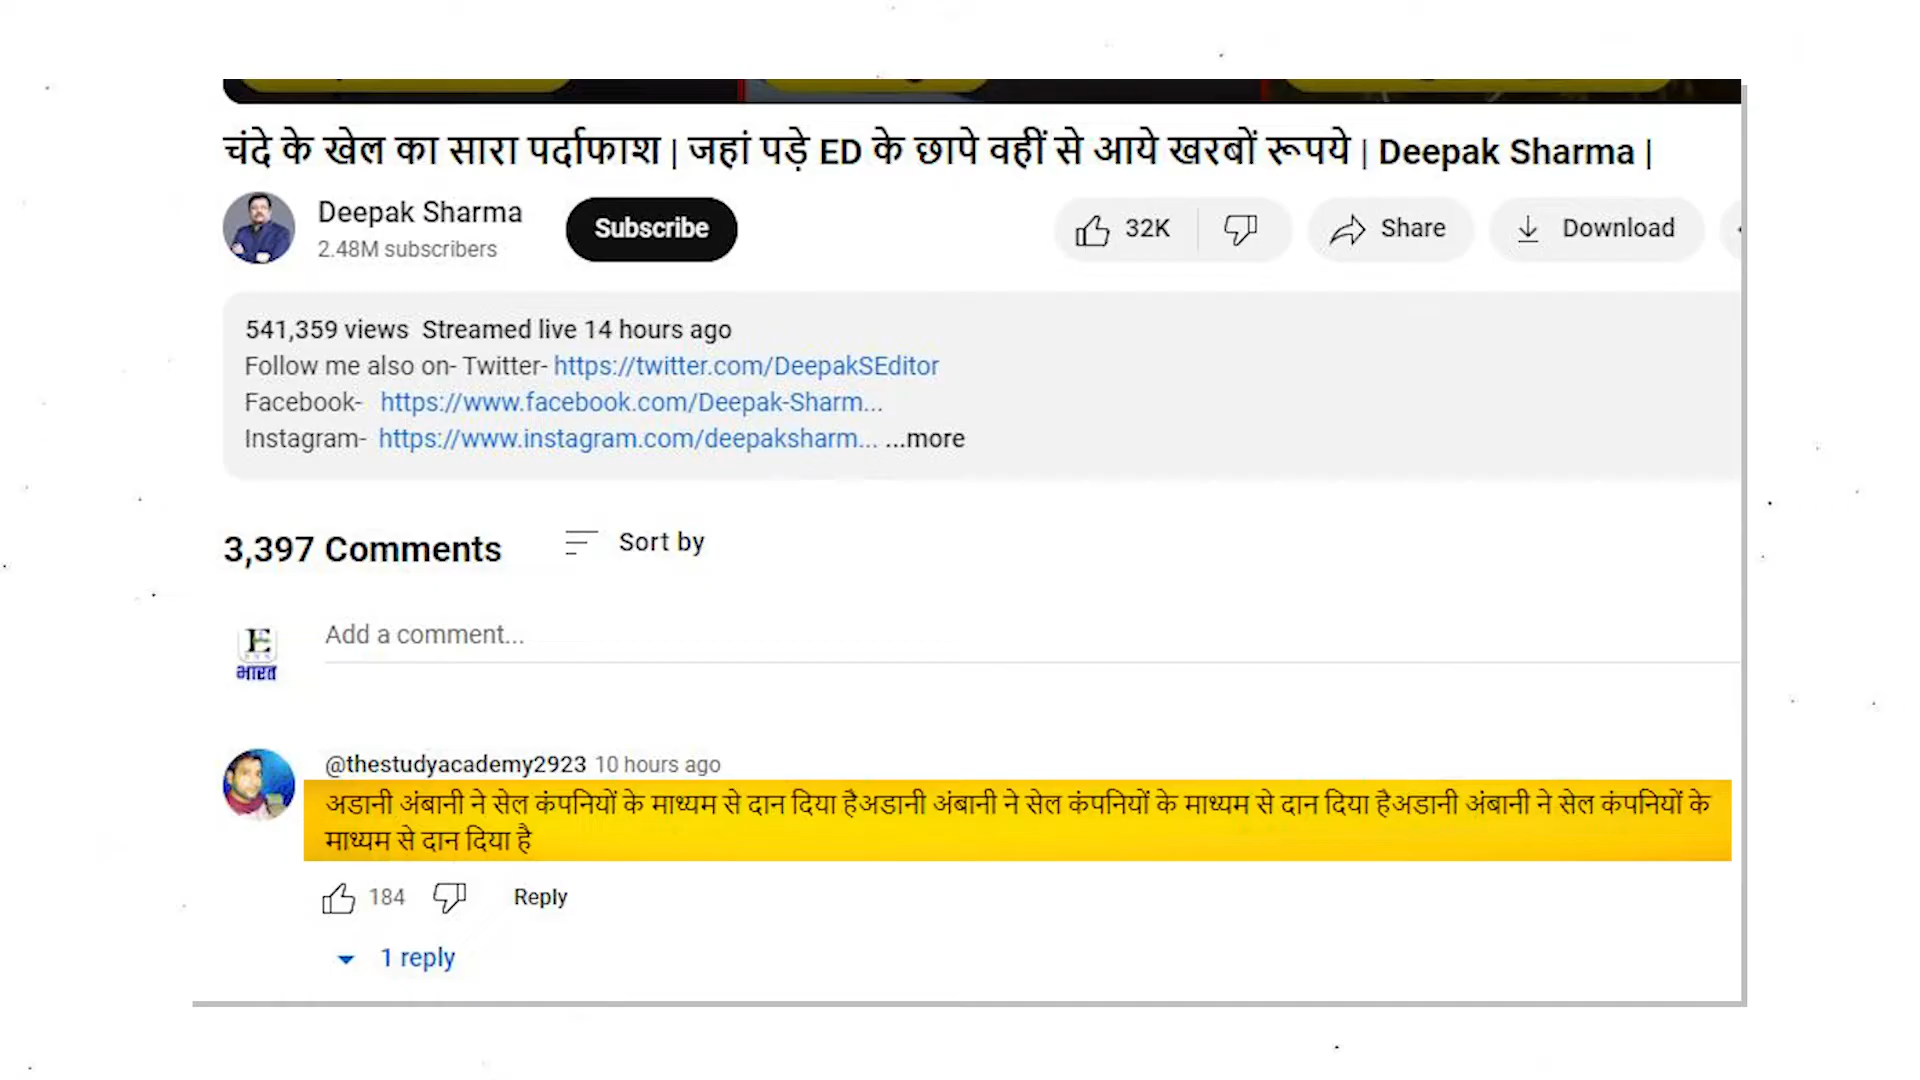 चंदे के खेल का सारा पर्दाफाश | जहां पड़े ED के छापे वहीं से आये खरबों रूपये | Deepak Sharma |
Deepak Sharma
2.48M subscribers
Subscribe
32K
Share
Download
541,359 views Streamed live 14 hours ago
Follow me also on- Twitter- https://twitter.com/DeepakSEditor
Facebook- https://www.facebook.com/Deepak-Sharm...
Instagram- https://www.instagram.com/deepaksharm... ...more
3,397 Comments
Sort by
E
भारत
Add a comment...
@thestudyacademy2923 10 hours ago
अडानी अंबानी ने सेल कंपनियों के माध्यम से दान दिया हैअडानी अंबानी ने सेल कंपनियों के माध्यम से दान दिया हैअडानी अंबानी ने सेल कंपनियों के
माध्यम से दान दिया है
184
Reply
1 reply